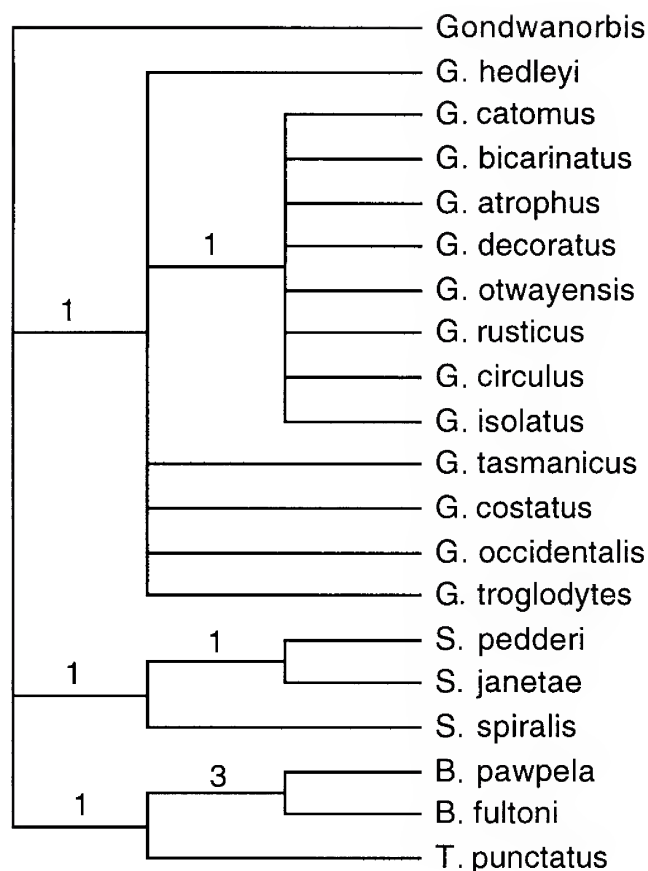 Gondwanorbis
G. hedleyi
G. catomus
G. bicarinatus
G. atrophus
G. decoratus
1
G. otwayensis
1
G. rusticus
G. circulus
G. isolatus
G. tasmanicus
G. costatus
G. occidentalis
G. troglodytes
1
S. pedderi
1
S. janetae
S. spiralis
3
B. pawpela
1
B. fultoni
T. punctatus